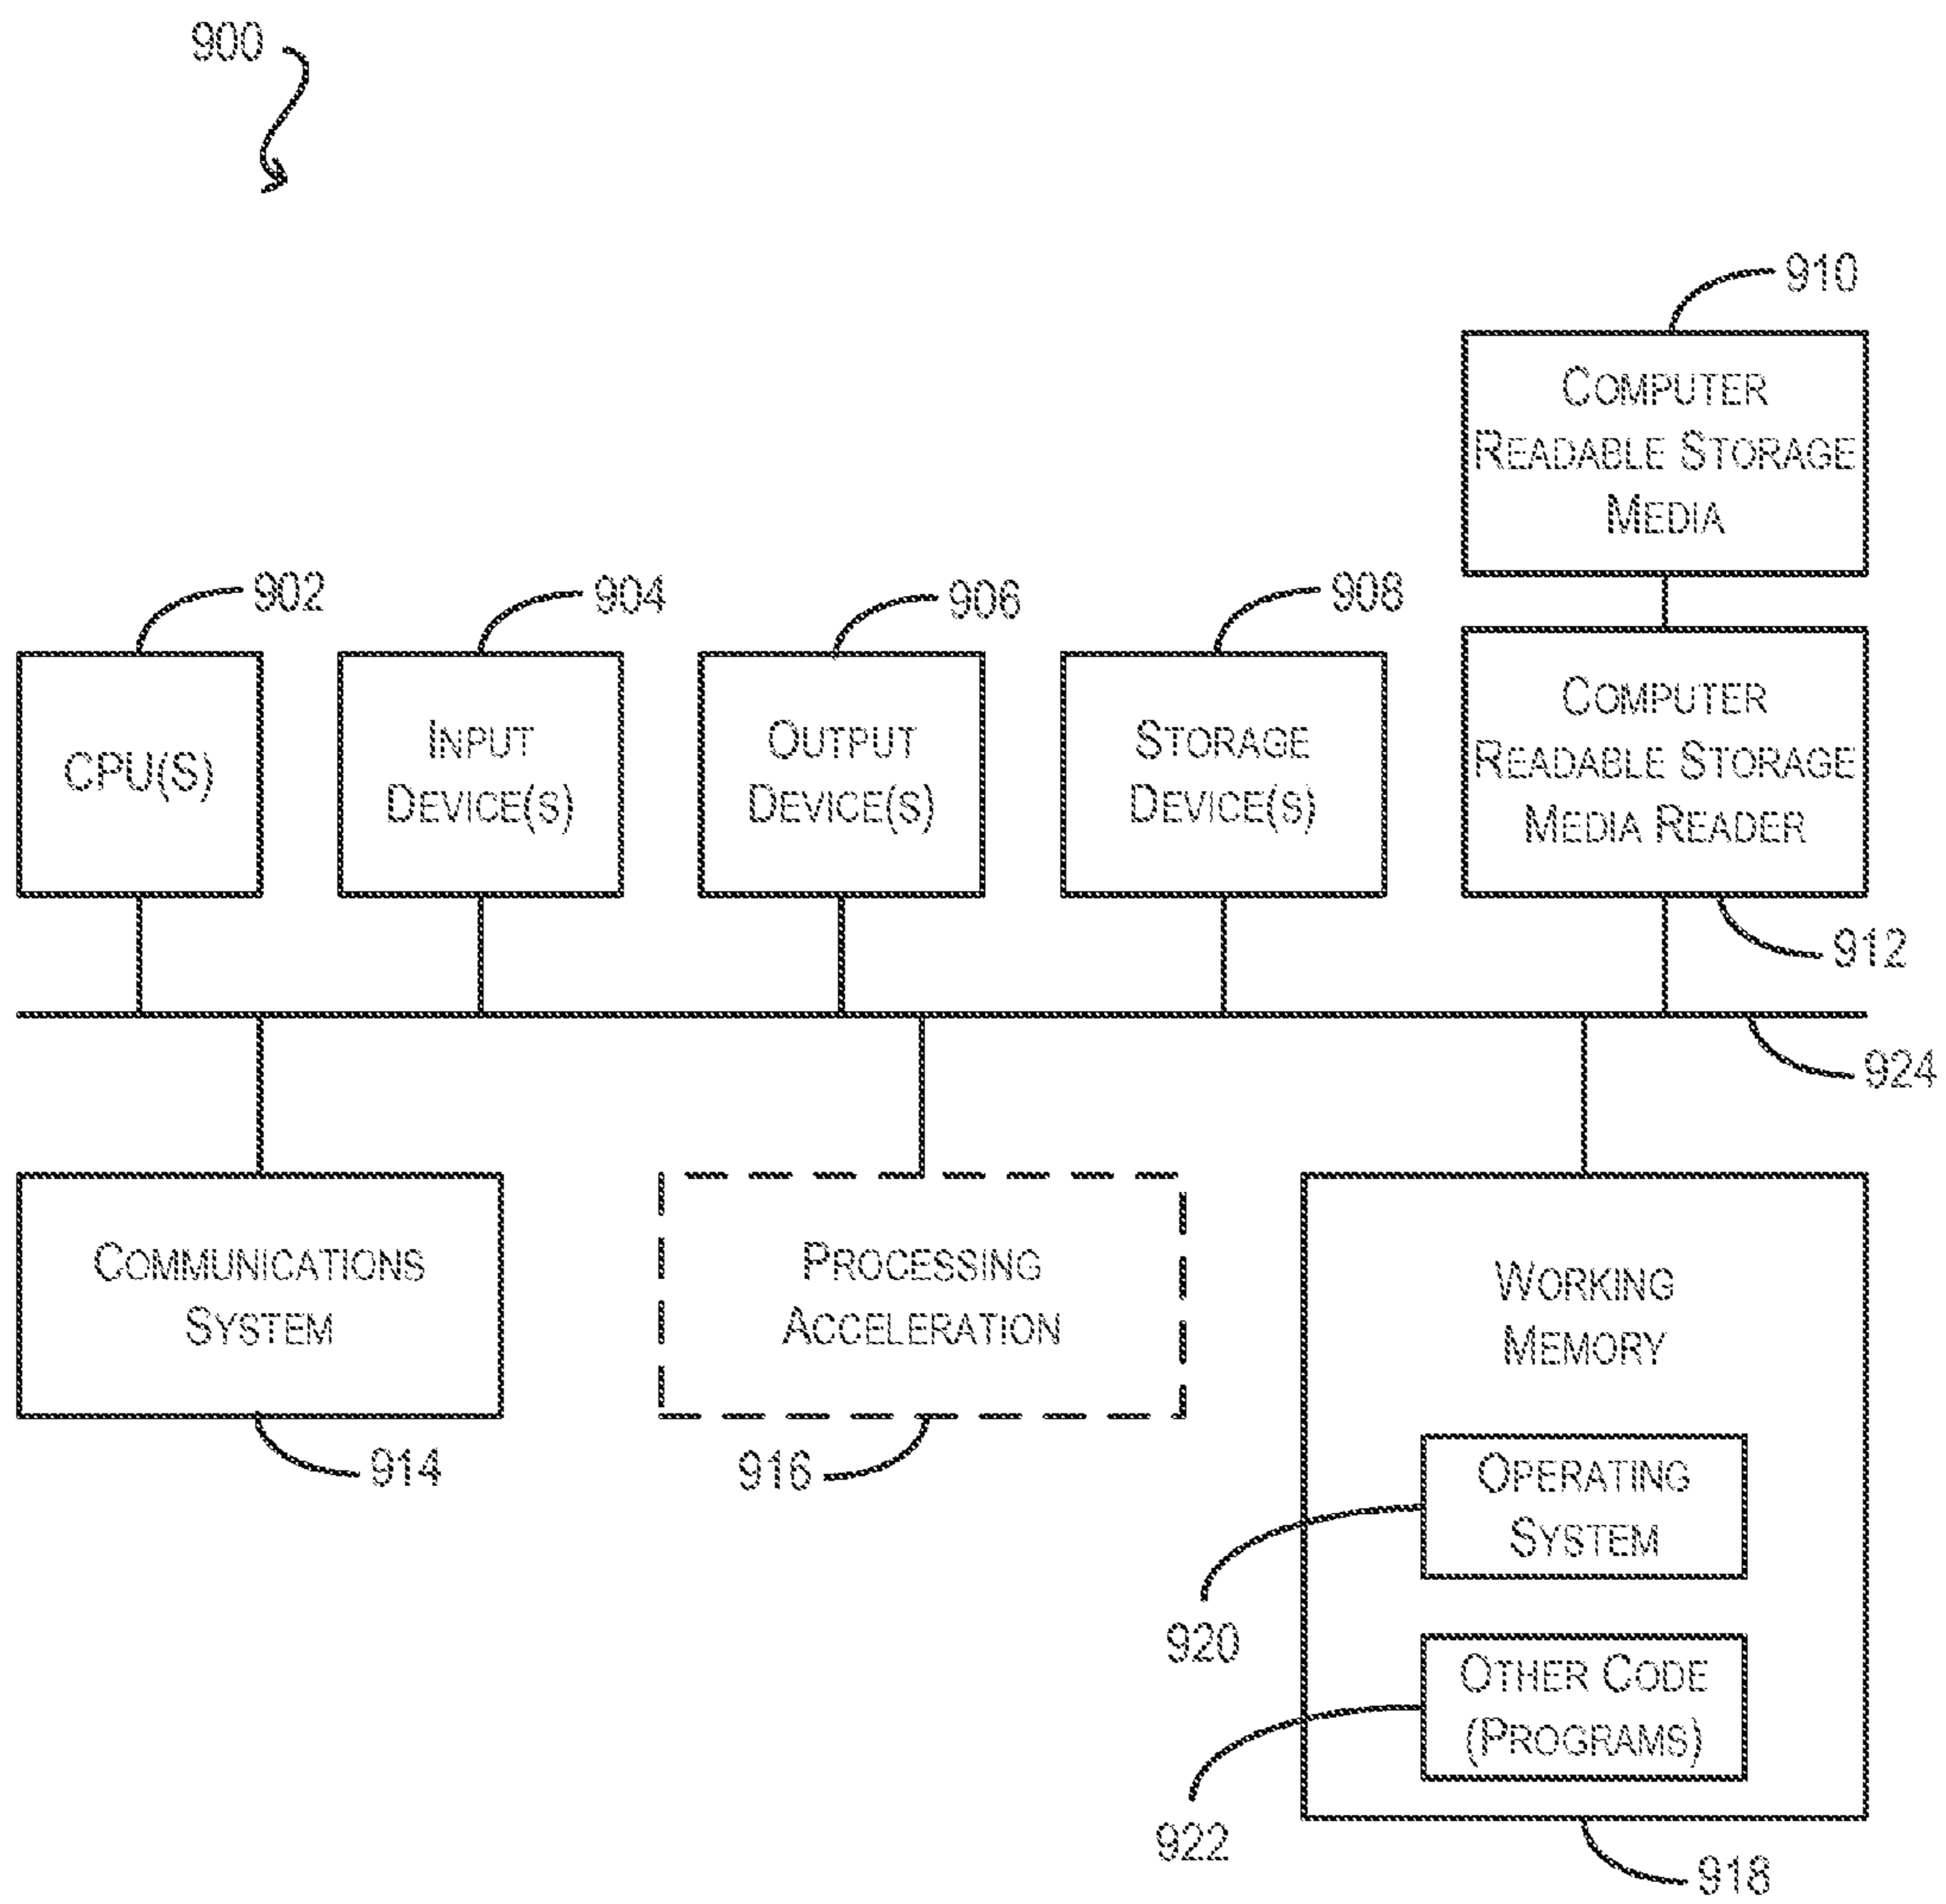 900
910
COMPUTER
READABLE STORAGE
MEDIA
902
904
906
908
CPU(S)
INPUT
DEVICE(S)
OUTPUT
DEVICE(S)
STORAGE
DEVICE(S)
COMPUTER
READABLE STORAGE
MEDIA READER
912
924
COMMUNICATIONS
SYSTEM
914
PROCESSING
ACCELERATION
916
WORKING
MEMORY
OPERATING
SYSTEM
920
OTHER CODE
(PROGRAMS)
922
918